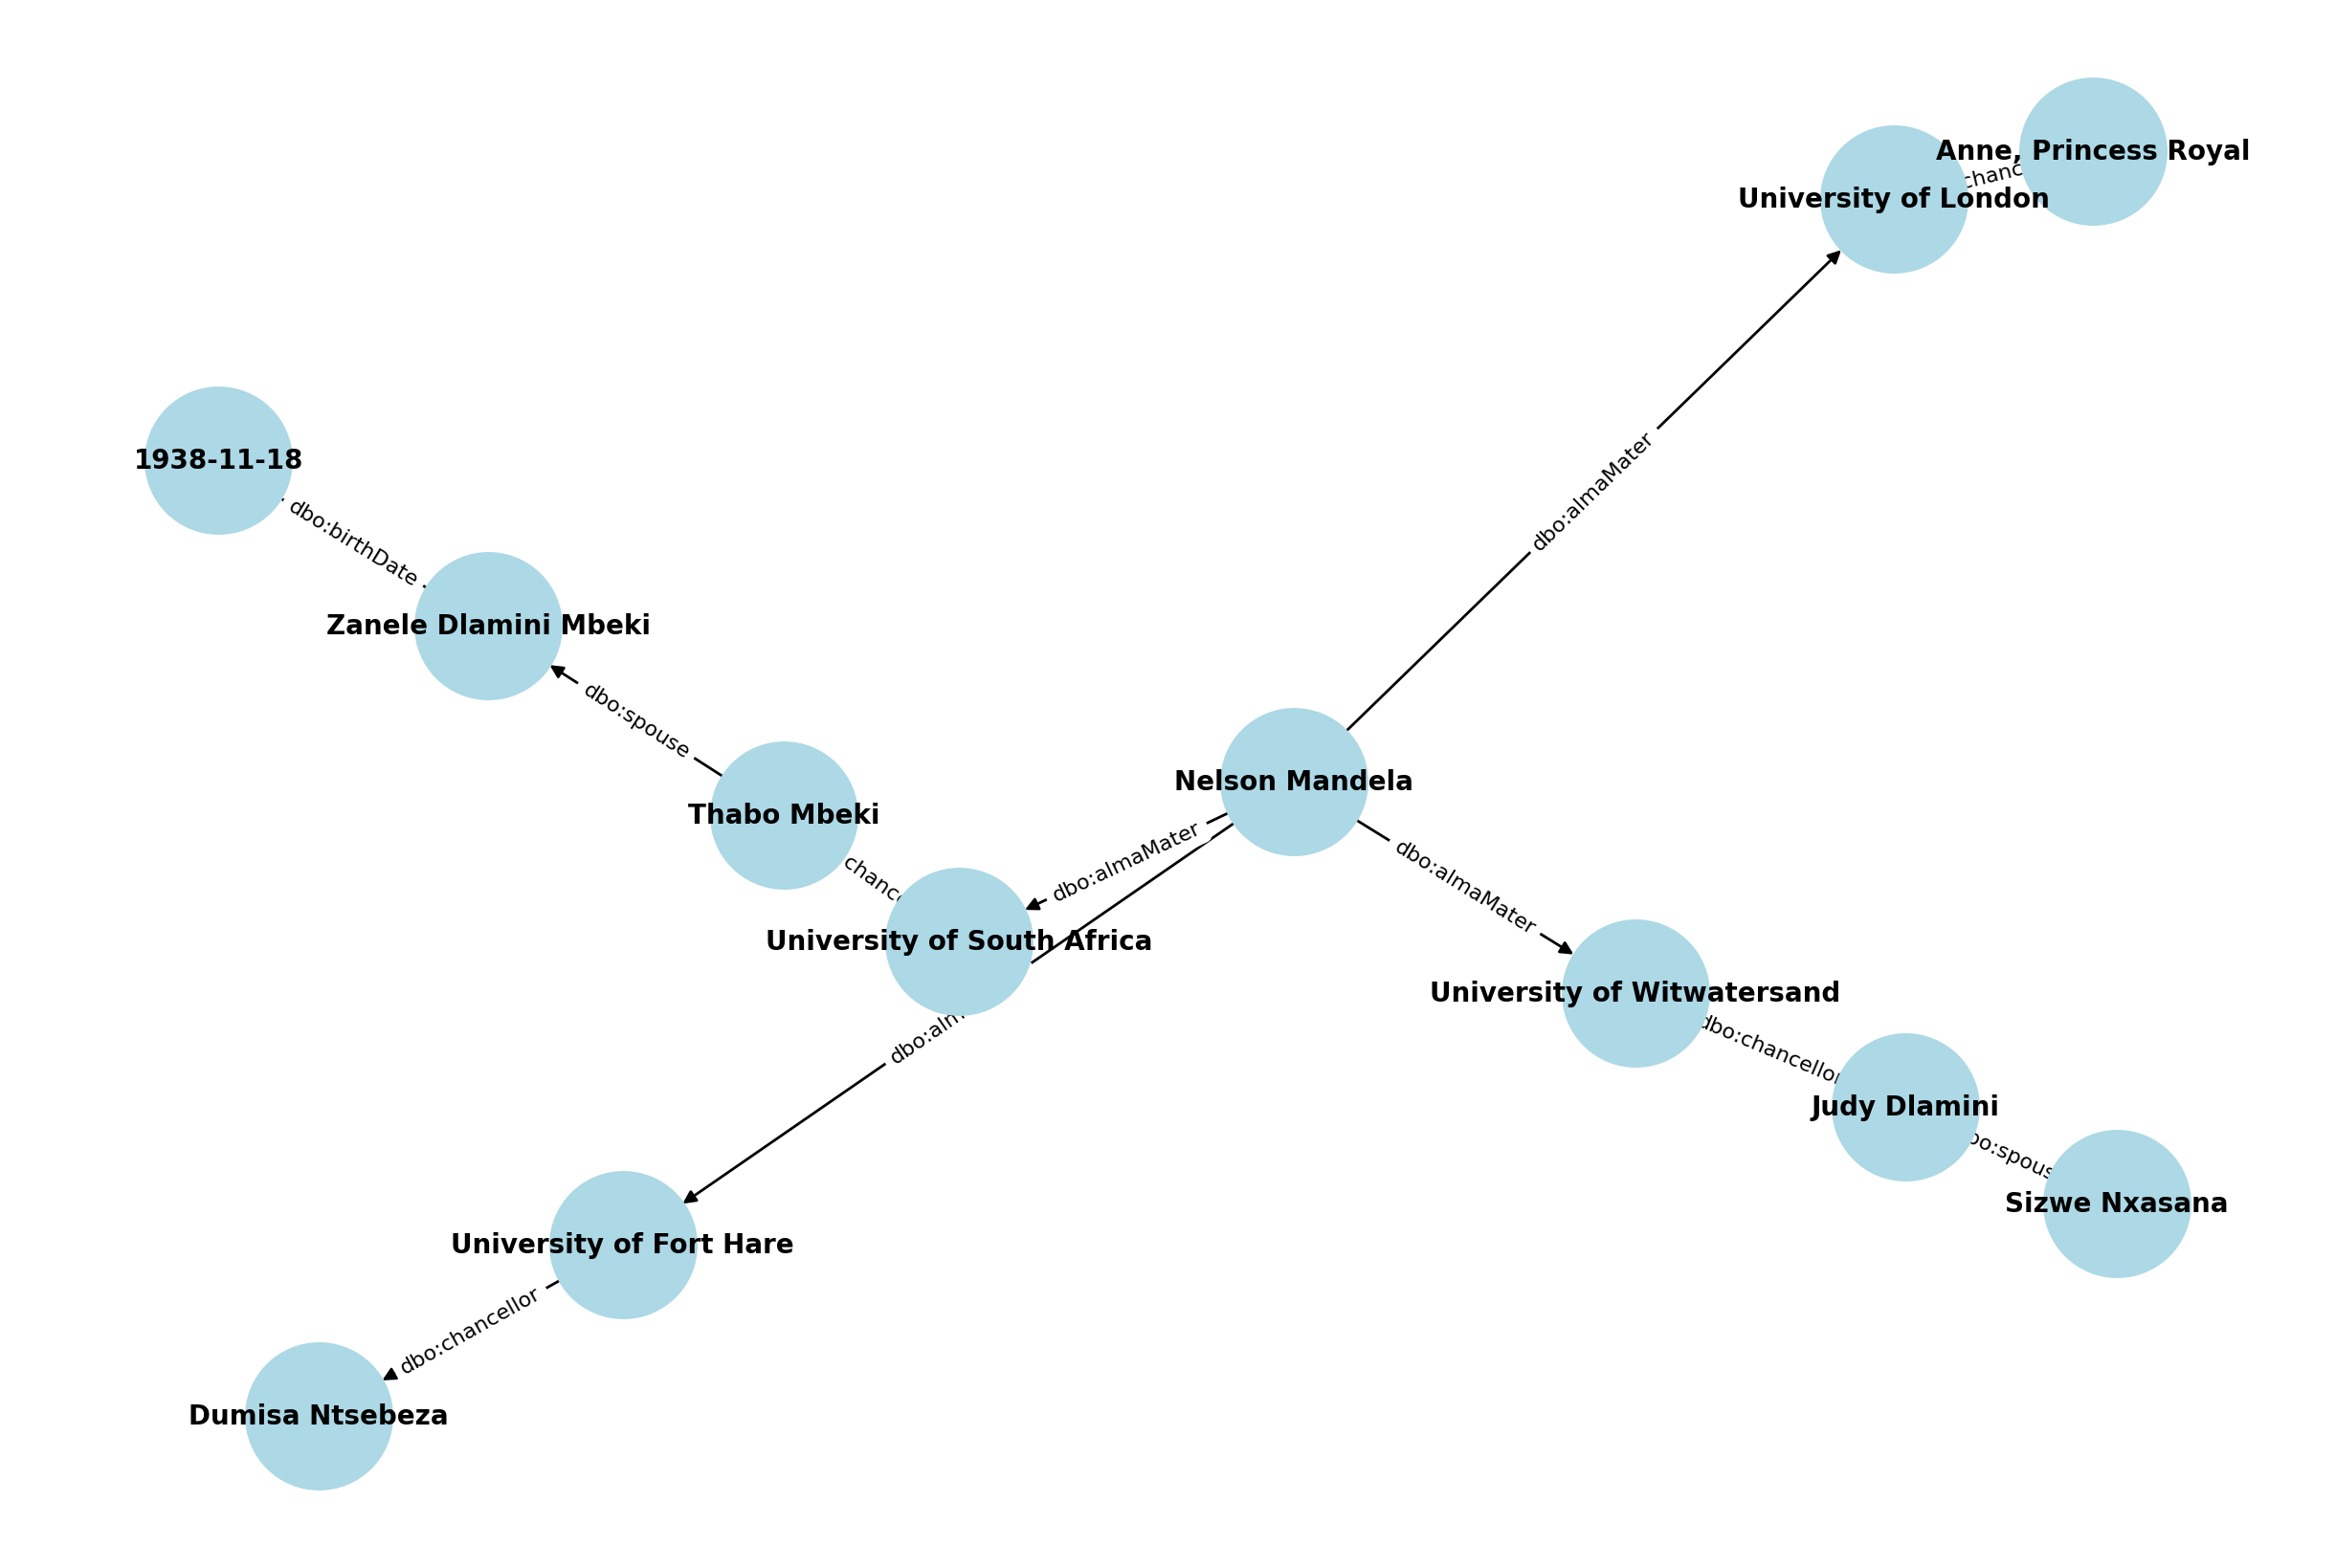 Anne, Princess Royal
chanc
University of London
dbo:almaMater
1938-11-18
dbo:birthDate
Zanele Dlamini Mbeki
dbo:spouse
Nelson Mandela
Thabo Mbeki
dbo:almaMater
dbo:almaMater
chance
University of South Africa
University of Witwatersand
dbo:alm
dbo:chancellor
Judy Dlamini
bo:spous
Sizwe Nxasana
University of Fort Hare
dbo:chancellor
Dumisa Ntsebeza